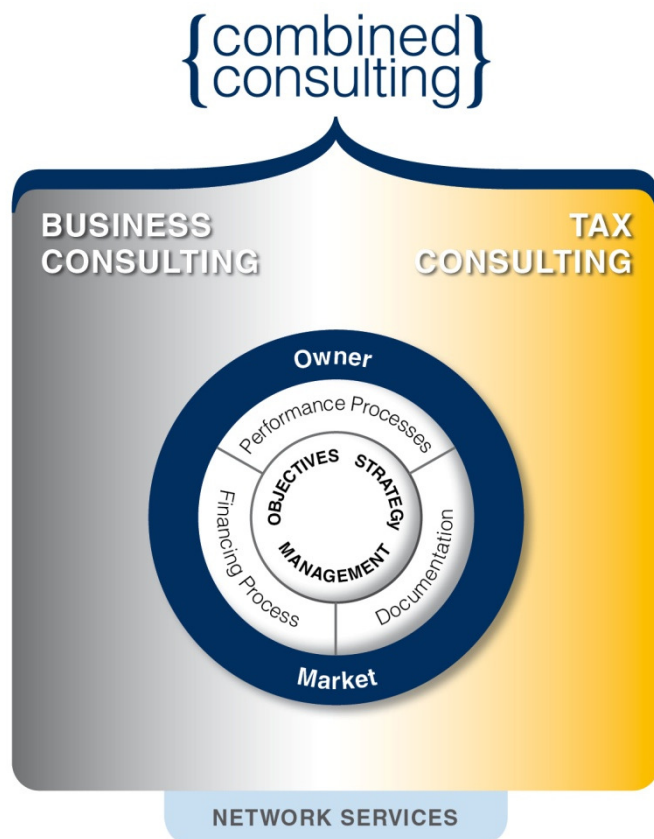 {combined
consulting}
BUSINESS
CONSULTING
TAX
CONSULTING
Owner
Performance Processes
Financing Process
Documentation
OBJECTIVES
STRATEGY
MANAGEMENT
Market
NETWORK SERVICES